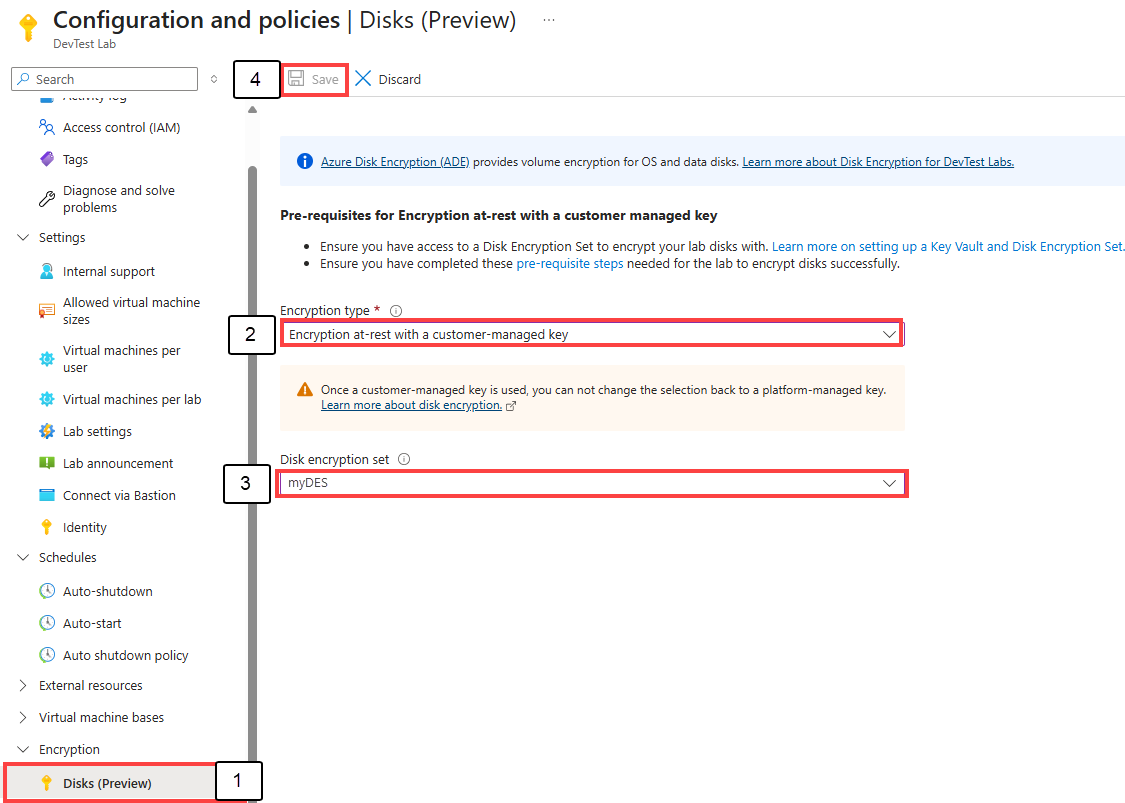 Configuration and policies | Disks (Preview) ...
DevTest Lab
Search
4
Save
Discard
Activity log
Access control (IAM)
Tags
Diagnose and solve
problems
Settings
Internal support
Allowed virtual machine
sizes
Virtual machines per
user
Virtual machines per lab
Lab settings
Lab announcement
Connect via Bastion
Identity
Schedules
Auto-shutdown
Auto-start
Auto shutdown policy
External resources
Virtual machine bases
Encryption
Disks (Preview)
1
Azure Disk Encryption (ADE) provides volume encryption for OS and data disks. Learn more about Disk Encryption for DevTest Labs.
Pre-requisites for Encryption at-rest with a customer managed key
• Ensure you have access to a Disk Encryption Set to encrypt your lab disks with. Learn more on setting up a Key Vault and Disk Encryption Set.
• Ensure you have completed these pre-requisite steps needed for the lab to encrypt disks successfully.
Encryption type *
2
Encryption at-rest with a customer-managed key
Once a customer-managed key is used, you can not change the selection back to a platform-managed key.
Learn more about disk encryption.
Disk encryption set
3
myDES